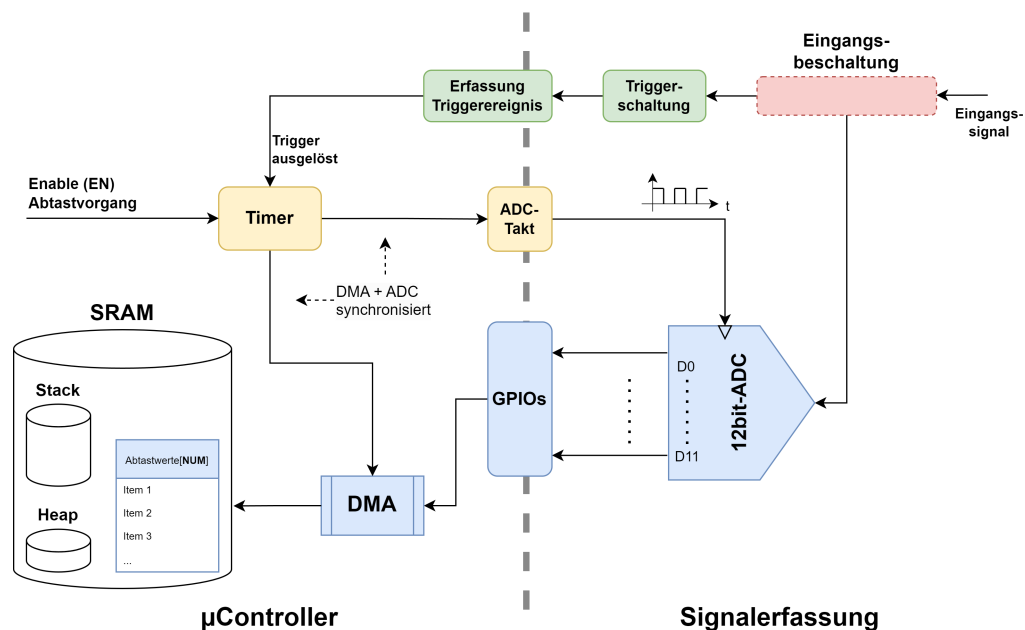 Eingangs-
beschaltung
Erfassung
Triggerereignis
Trigger-
schaltung
Eingangs-
signal
Trigger
ausgelöst
Enable (EN)
Abtastvorgang
Timer
ADC-
Takt
t
DMA + ADC
synchronisiert
SRAM
Stack
Heap
Abtastwerte[NUM]
Item 1
Item 2
Item 3
...
DMA
GPIOs
D0
D11
12bit-ADC
µController
Signalerfassung